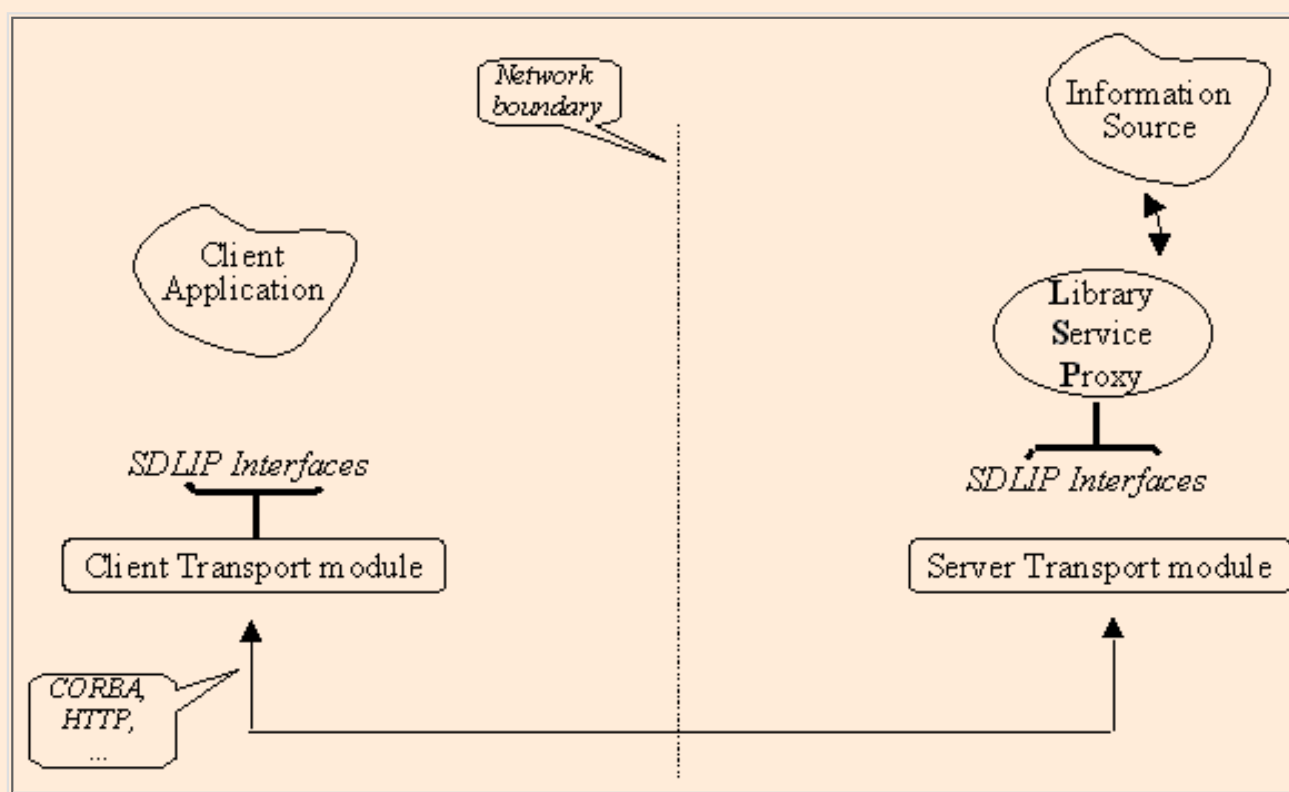 Network
boundary
Information
Source
Client
Application
Library
Service
Proxy
SDLIP Interfaces
SDLIP Interfaces
Client Transport module
Server Transport module
CORBA,
HTTP,
...